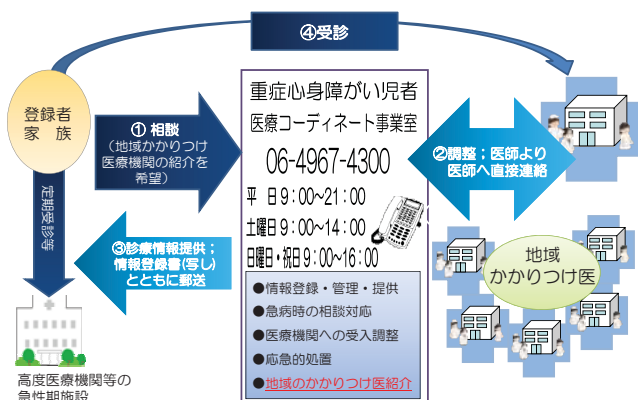 ④受診
登録者
家　族
① 相談
（地域かかりつけ
医療機関の紹介を
希望）
重症心身障がい児者
医療コーディネート事業室
06-4967-4300
平　日 9：00～21：00
土曜日 9：00～14：00
日曜日・祝日 9：00～16：00
②調整；医師より
医師へ直接連絡
定期受診等
③診療情報提供；
情報登録書(写し)
とともに郵送
●情報登録・管理・提供
●急病時の相談対応
●医療機関への受入調整
●応急的処置
●地域のかかりつけ医紹介
地域
かかりつけ医
高度医療機関等の
急性期施設